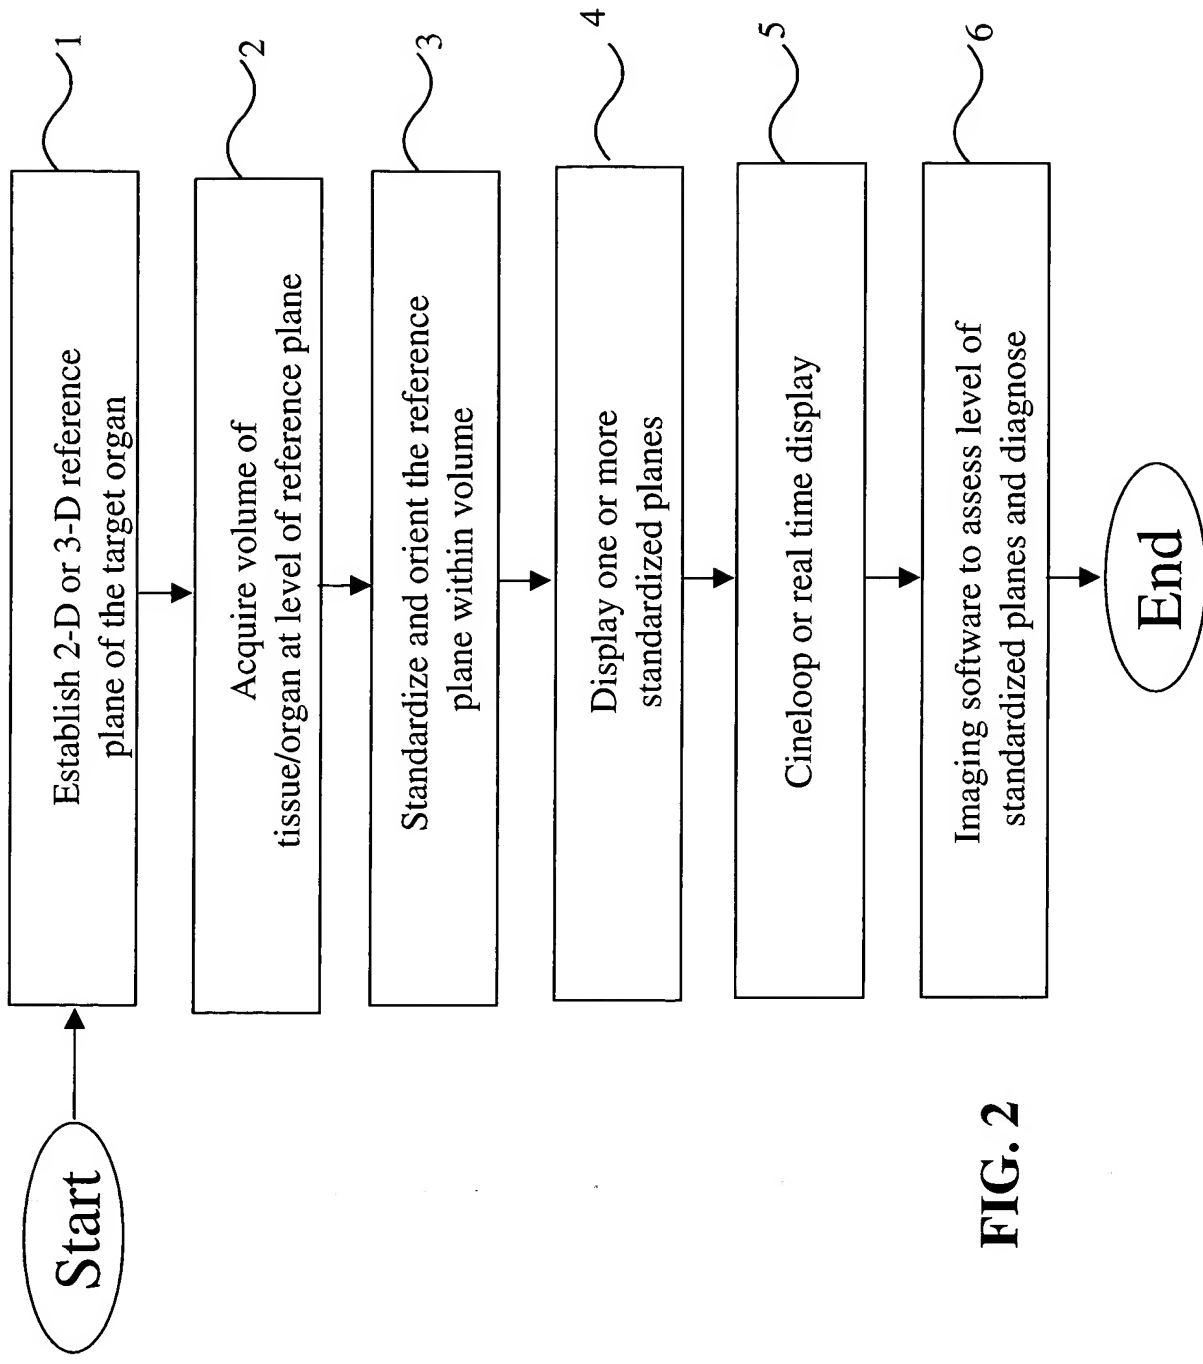 Start
Establish 2-D or 3-D reference
plane of the target organ
1
Acquire volume of
tissue/organ at level of reference plane
2
Standardize and orient the reference
plane within volume
3
Display one or more
standardized planes
4
Cineloop or real time display
5
Imaging software to assess level of
standardized planes and diagnose
6
End
FIG. 2